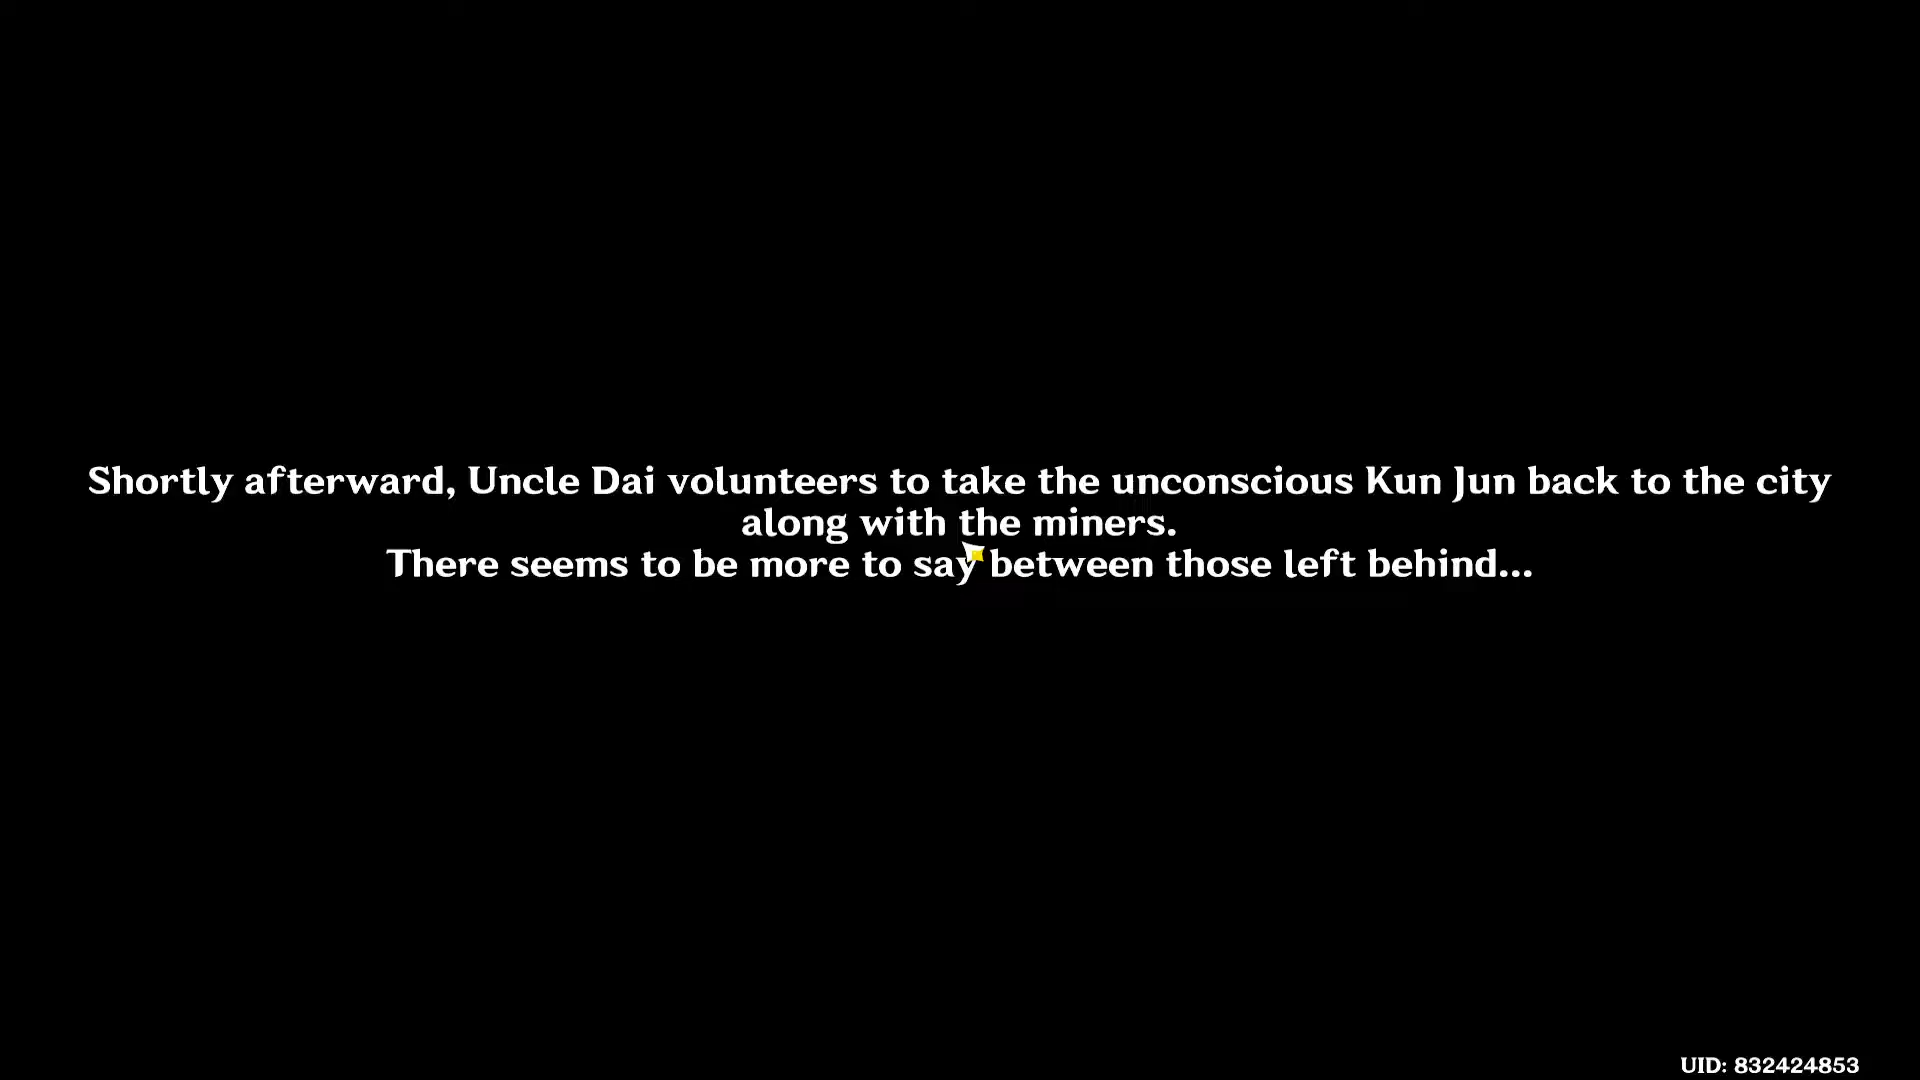 Shortly afterward, Uncle Dai volunteers to take the unconscious Kun Jun back to the city
along with the miners.
There seems to be more to say between those left behind...
UID: 832424853